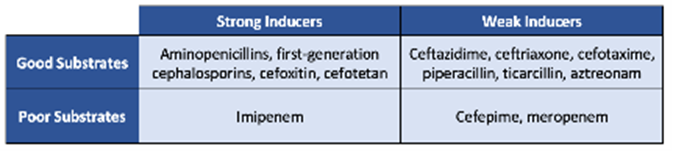 Strong Inducers Weak Inducers
Good Substrates Aminopenicillins, first-generation cephalosporins, cefoxitin, cefotetan Ceftazidime, ceftriaxone, cefotaxime, piperacillin, ticarcillin, aztreonam
Poor Substrates Imipenem Cefepime, meropenem